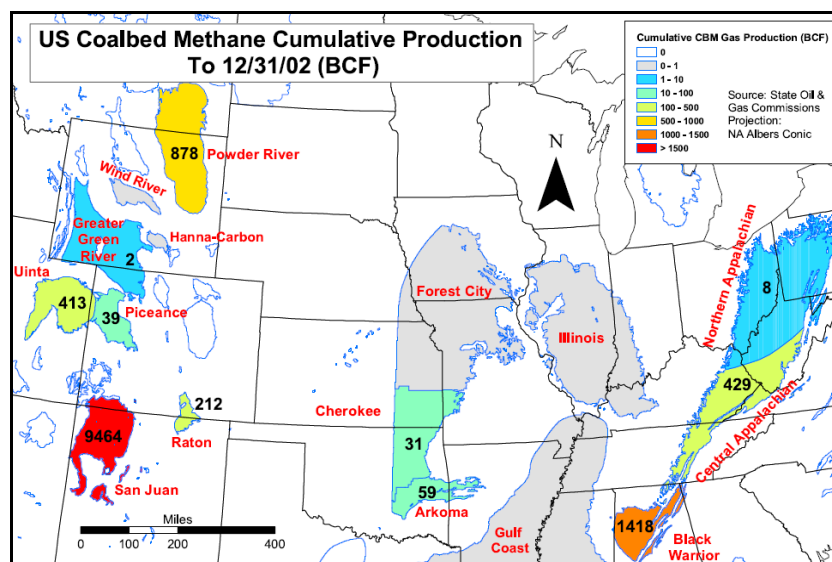 US Coalbed Methane Cumulative Production
To 12/31/02 (BCF)
Cumulative CBM Gas Production (BCF)
0
0 - 1
1 - 10
10 - 100
100 - 500
500 - 1000
1000 - 1500
> 1500
Source: State Oil &
Gas Commissions
Projection:
NA Albers Conic
N
878
Powder River
Wind River
Greater
Green
River
2
Hanna-Carbon
Uinta
413
39
Piceance
Forest City
Illinois
Northern Appalachian
8
429
Central Appalachian
212
Raton
Cherokee
31
9464
San Juan
59
Arkoma
Gulf
Coast
1418
Black
Warrior
Miles
0 100 200 400